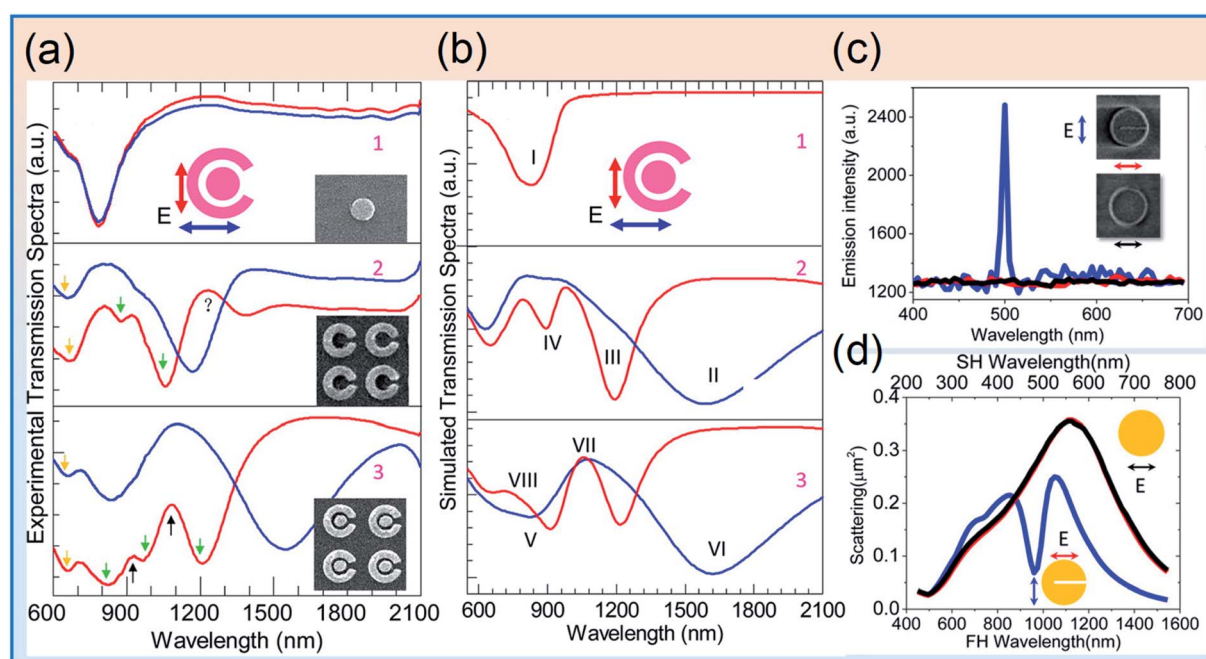 (a)
Experimental Transmission Spectra (a.u.)
1
E
2
?
3
600 900 1200 1500 1800 2100
Wavelength (nm)
(b)
Simulated Transmission Spectra (a.u.)
1
I
E
2
IV
III
II
3
VII
VIII
V
VI
600 900 1200 1500 1800 2100
Wavelength (nm)
(c)
Emission intensity (a.u.)
2400
2000
1600
1200
E
400 500 600 700
Wavelength (nm)
(d)
SH Wavelength(nm)
200 300 400 500 600 700 800
Scattering(μm²)
0.4
0.3
0.2
0.1
0.0
E
E
400 600 800 1000 1200 1400 1600
FH Wavelength(nm)